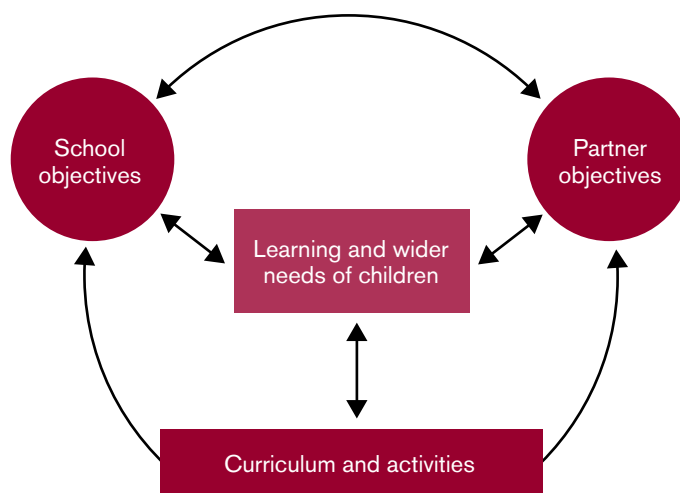 School
objectives
Partner
objectives
Learning and wider
needs of children
Curriculum and activities